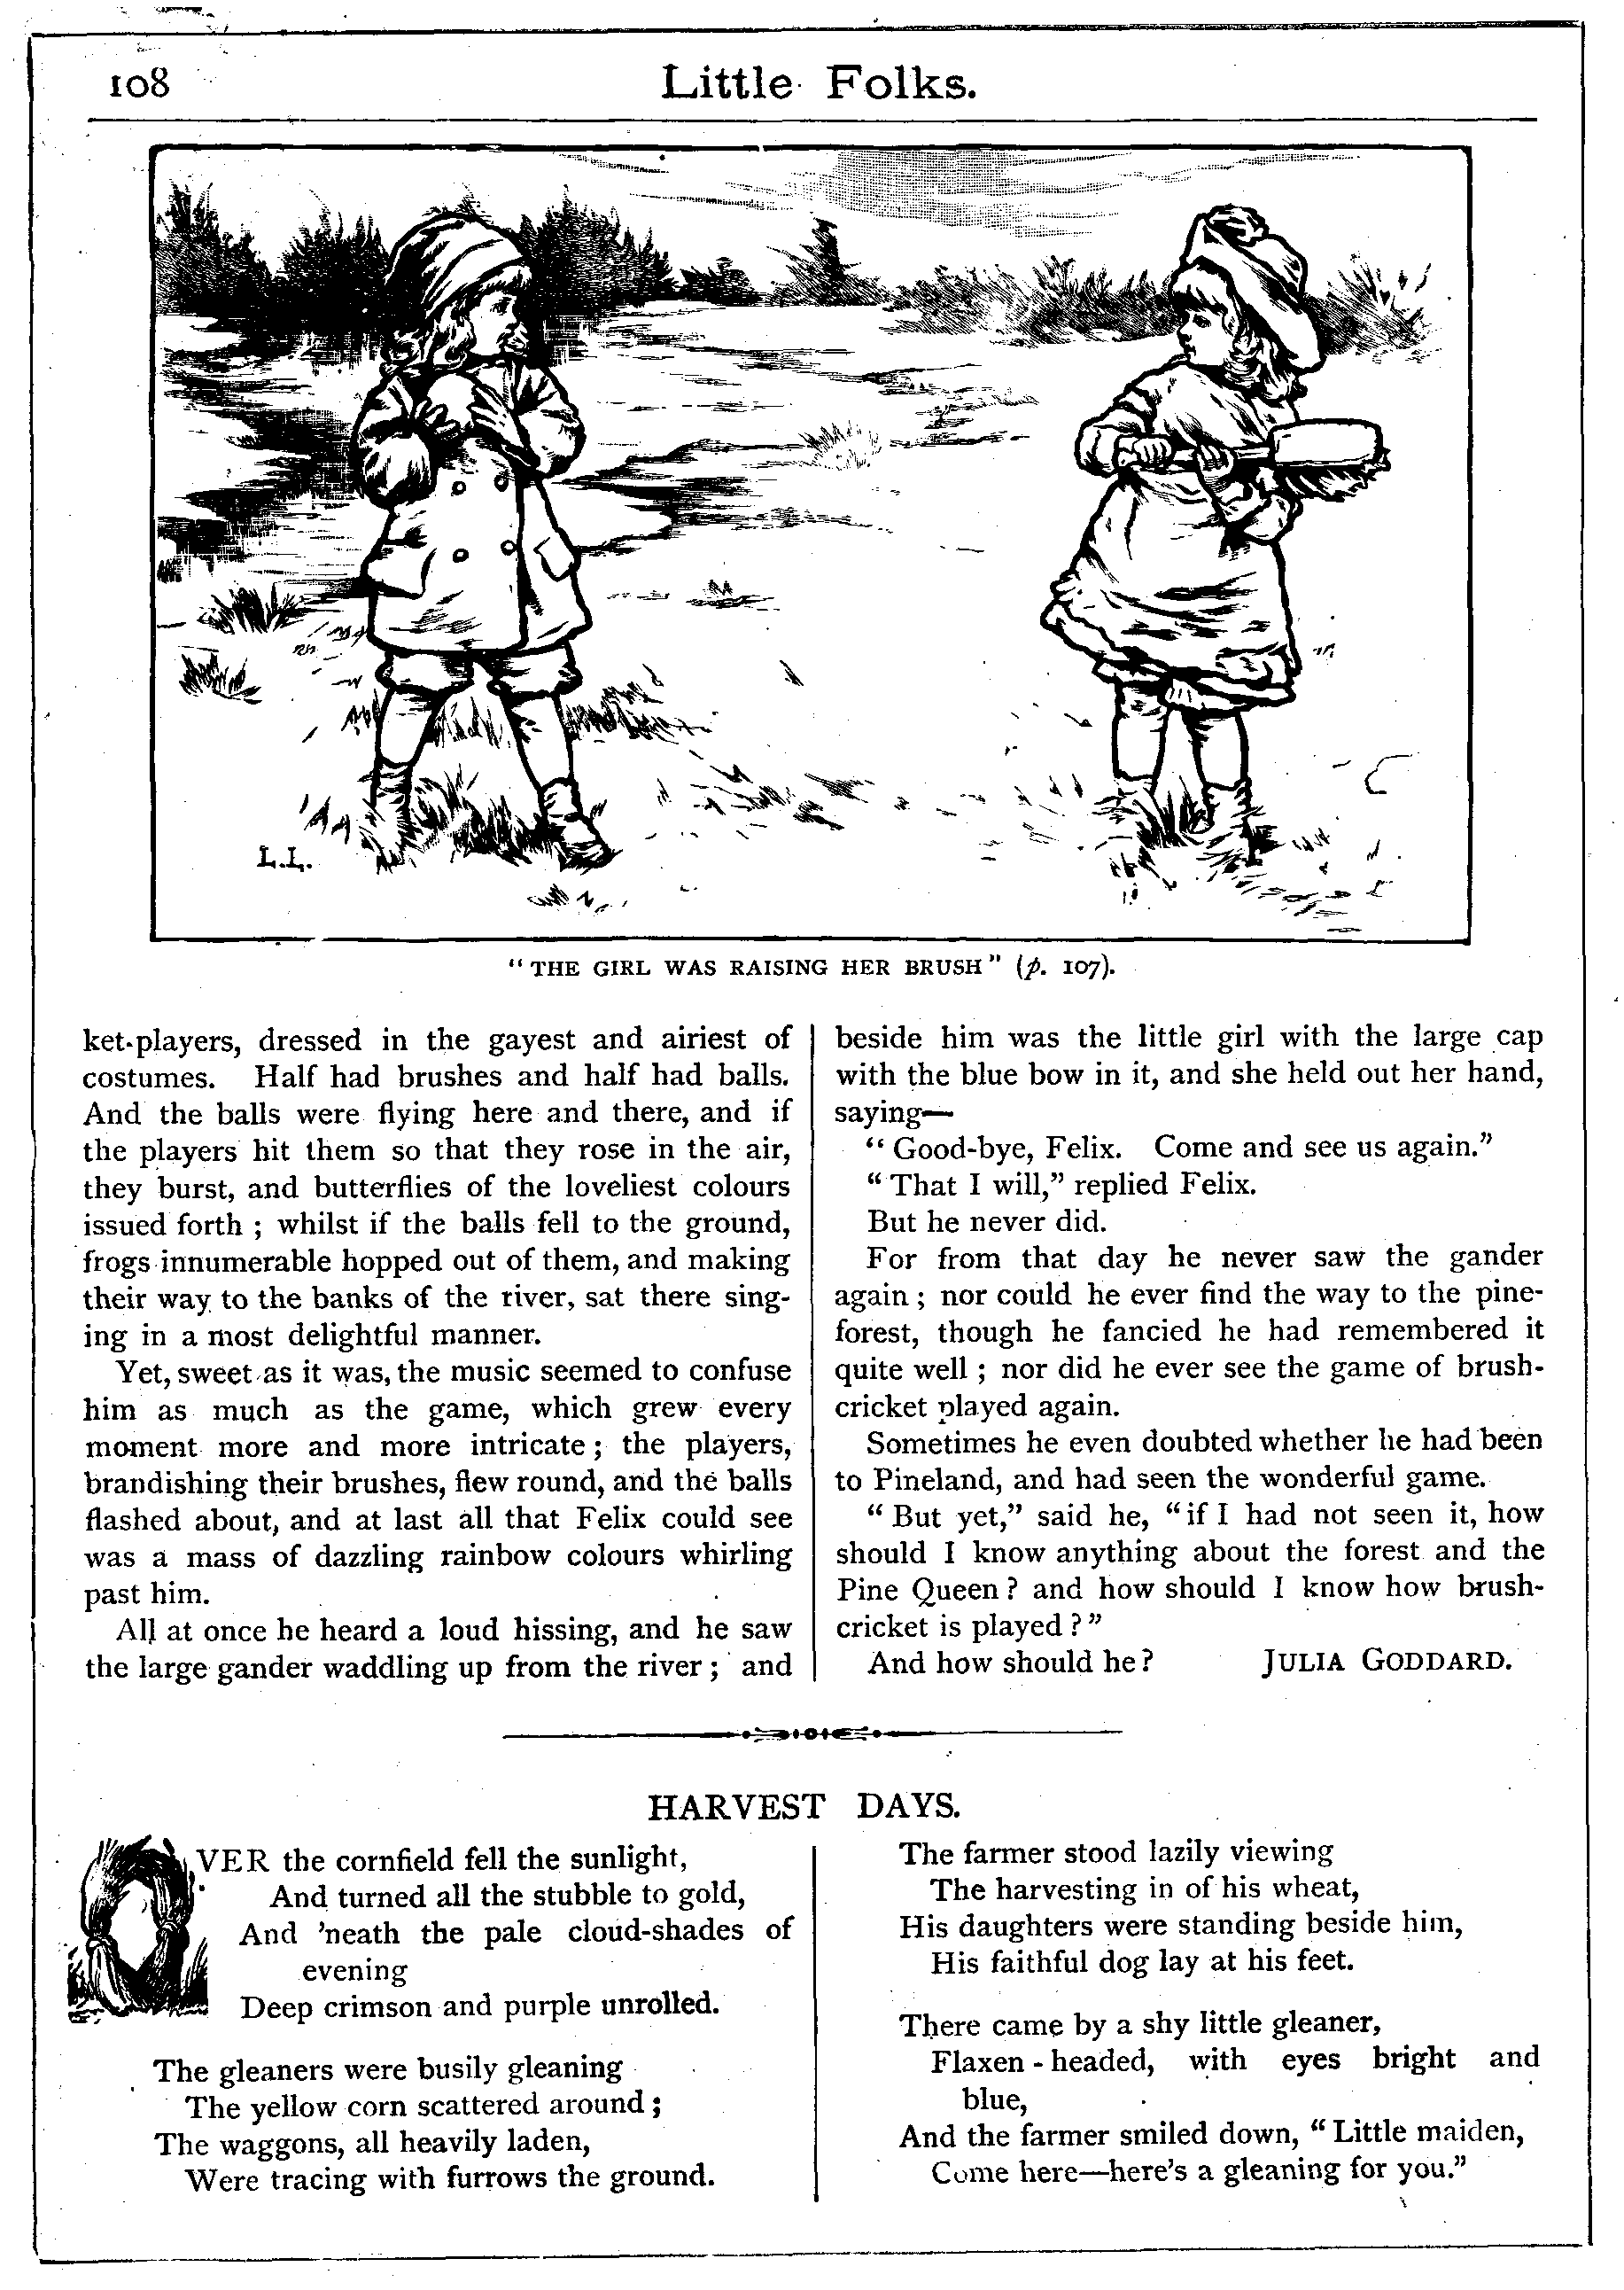 108
Little Folks.
L.L.
"THE GIRL WAS RAISING HER BRUSH" (p. 107).
ket-players, dressed in the gayest and airiest of
costumes. Half had brushes and half had balls.
And the balls were flying here and there, and if
the players hit them so that they rose in the air,
they burst, and butterflies of the loveliest colours
issued forth ; whilst if the balls fell to the ground,
frogs innumerable hopped out of them, and making
their way to the banks of the river, sat there sing-
ing in a most delightful manner.
Yet, sweet as it was, the music seemed to confuse
him as much as the game, which grew every
moment more and more intricate ; the players,
brandishing their brushes, flew round, and the balls
flashed about, and at last all that Felix could see
was a mass of dazzling rainbow colours whirling
past him.
All at once he heard a loud hissing, and he saw
the large gander waddling up from the river ; and
beside him was the little girl with the large cap
with the blue bow in it, and she held out her hand,
saying—
"Good-bye, Felix. Come and see us again."
"That I will," replied Felix.
But he never did.
For from that day he never saw the gander
again ; nor could he ever find the way to the pine-
forest, though he fancied he had remembered it
quite well ; nor did he ever see the game of brush-
cricket played again.
Sometimes he even doubted whether he had been
to Pineland, and had seen the wonderful game.
"But yet," said he, "if I had not seen it, how
should I know anything about the forest and the
Pine Queen ? and how should I know how brush-
cricket is played ?"
And how should he ? JULIA GODDARD.
HARVEST DAYS.
OVER the cornfield fell the sunlight,
And turned all the stubble to gold,
And 'neath the pale cloud-shades of
evening
Deep crimson and purple unrolled.
The gleaners were busily gleaning
The yellow corn scattered around ;
The waggons, all heavily laden,
Were tracing with furrows the ground.
The farmer stood lazily viewing
The harvesting in of his wheat,
His daughters were standing beside him,
His faithful dog lay at his feet.
There came by a shy little gleaner,
Flaxen-headed, with eyes bright and
blue,
And the farmer smiled down, "Little maiden,
Come here—here's a gleaning for you."